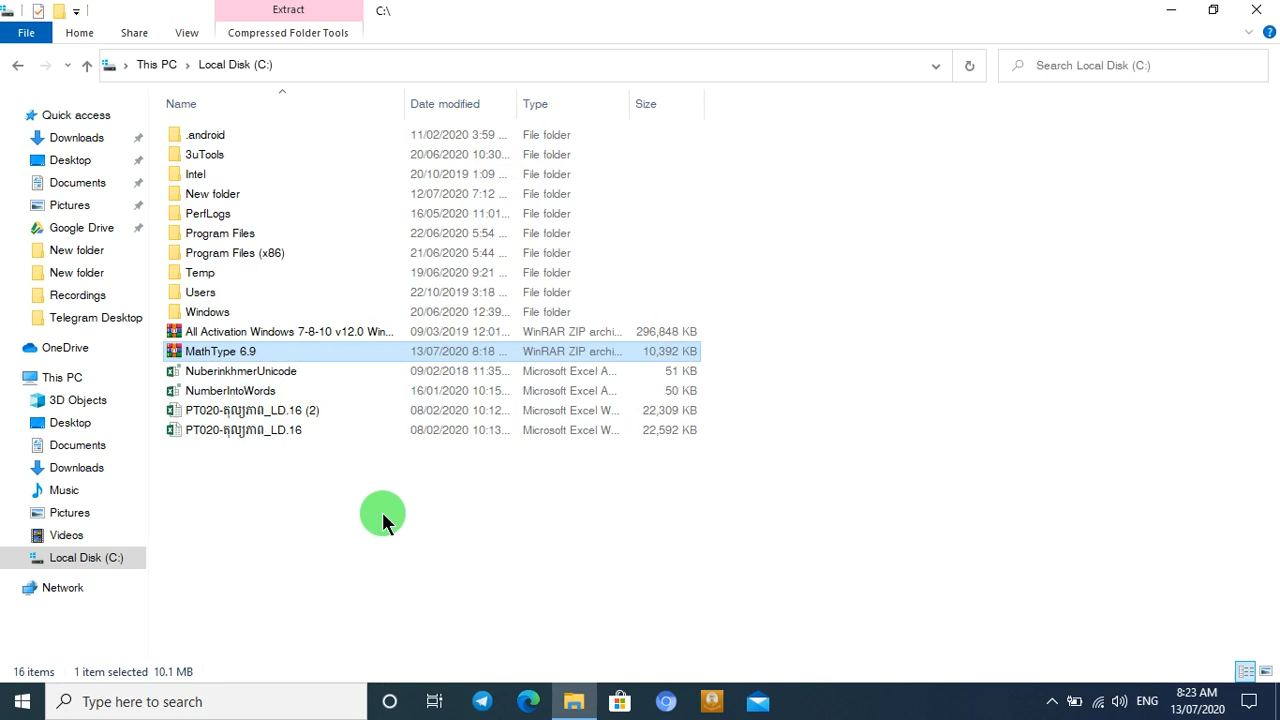 Extract
C:\
File
Home
Share
View
Compressed Folder Tools
This PC
Local Disk (C:)
Search Local Disk (C:)
Name
Date modified
Type
Size
Quick access
Downloads
Desktop
Documents
Pictures
Google Drive
New folder
New folder
Recordings
Telegram Desktop
OneDrive
This PC
3D Objects
Desktop
Documents
Downloads
Music
Pictures
Videos
Local Disk (C:)
Network
.android 11/02/2020 3:59 ... File folder
3uTools 20/06/2020 10:30... File folder
Intel 20/10/2019 1:09 ... File folder
New folder 12/07/2020 7:12 ... File folder
PerfLogs 16/05/2020 11:01... File folder
Program Files 22/06/2020 5:54 ... File folder
Program Files (x86) 21/06/2020 5:44 ... File folder
Temp 19/06/2020 9:21 ... File folder
Users 22/10/2019 3:18 ... File folder
Windows 20/06/2020 12:39... File folder
All Activation Windows 7-8-10 v12.0 Win... 09/03/2019 12:01... WinRAR ZIP archi... 296,848 KB
MathType 6.9 13/07/2020 8:18 ... WinRAR ZIP archi... 10,392 KB
NuberinkhmerUnicode 09/02/2018 11:35... Microsoft Excel A... 51 KB
NumberIntoWords 16/01/2020 10:15... Microsoft Excel A... 50 KB
PT020-តុល្យភាព_LD.16 (2) 08/02/2020 10:12... Microsoft Excel W... 22,309 KB
PT020-តុល្យភាព_LD.16 08/02/2020 10:13... Microsoft Excel W... 22,592 KB
16 items 1 item selected 10.1 MB
Type here to search
ENG
8:23 AM
13/07/2020